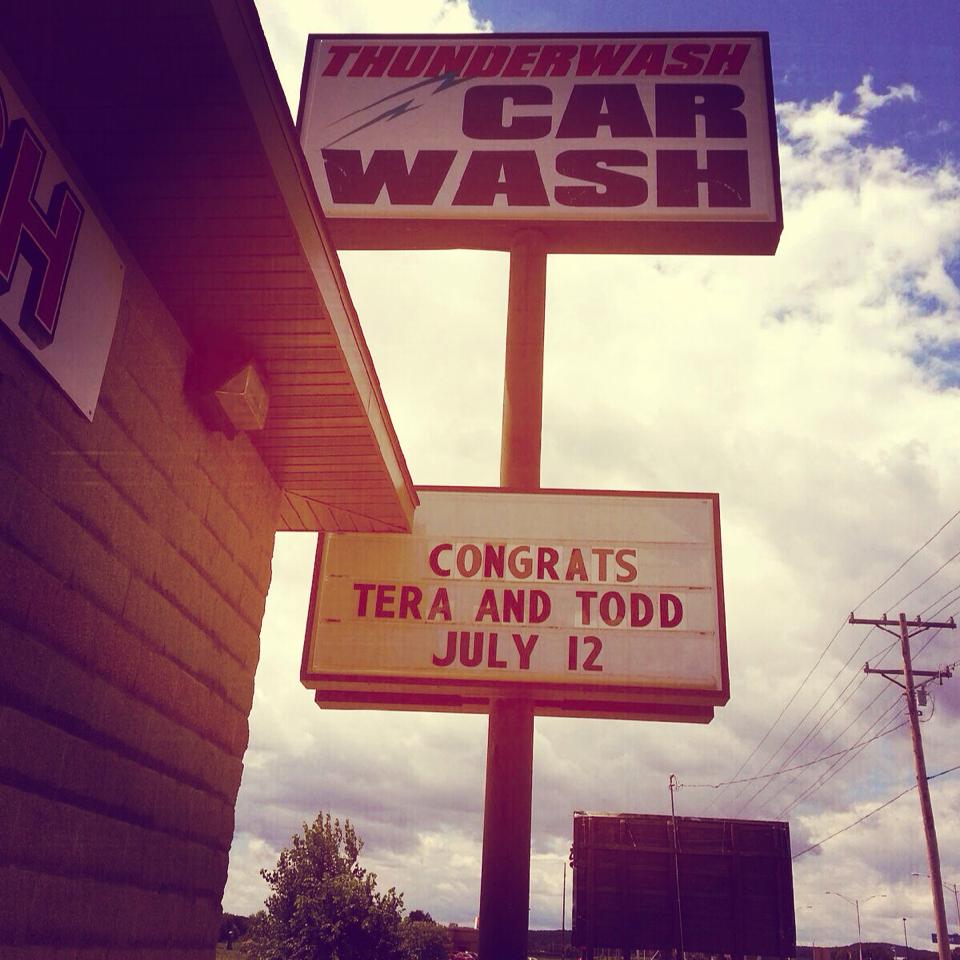 THUNDERWASH
CAR
WASH
H
CONGRATS
TERA AND TODD
JULY 12